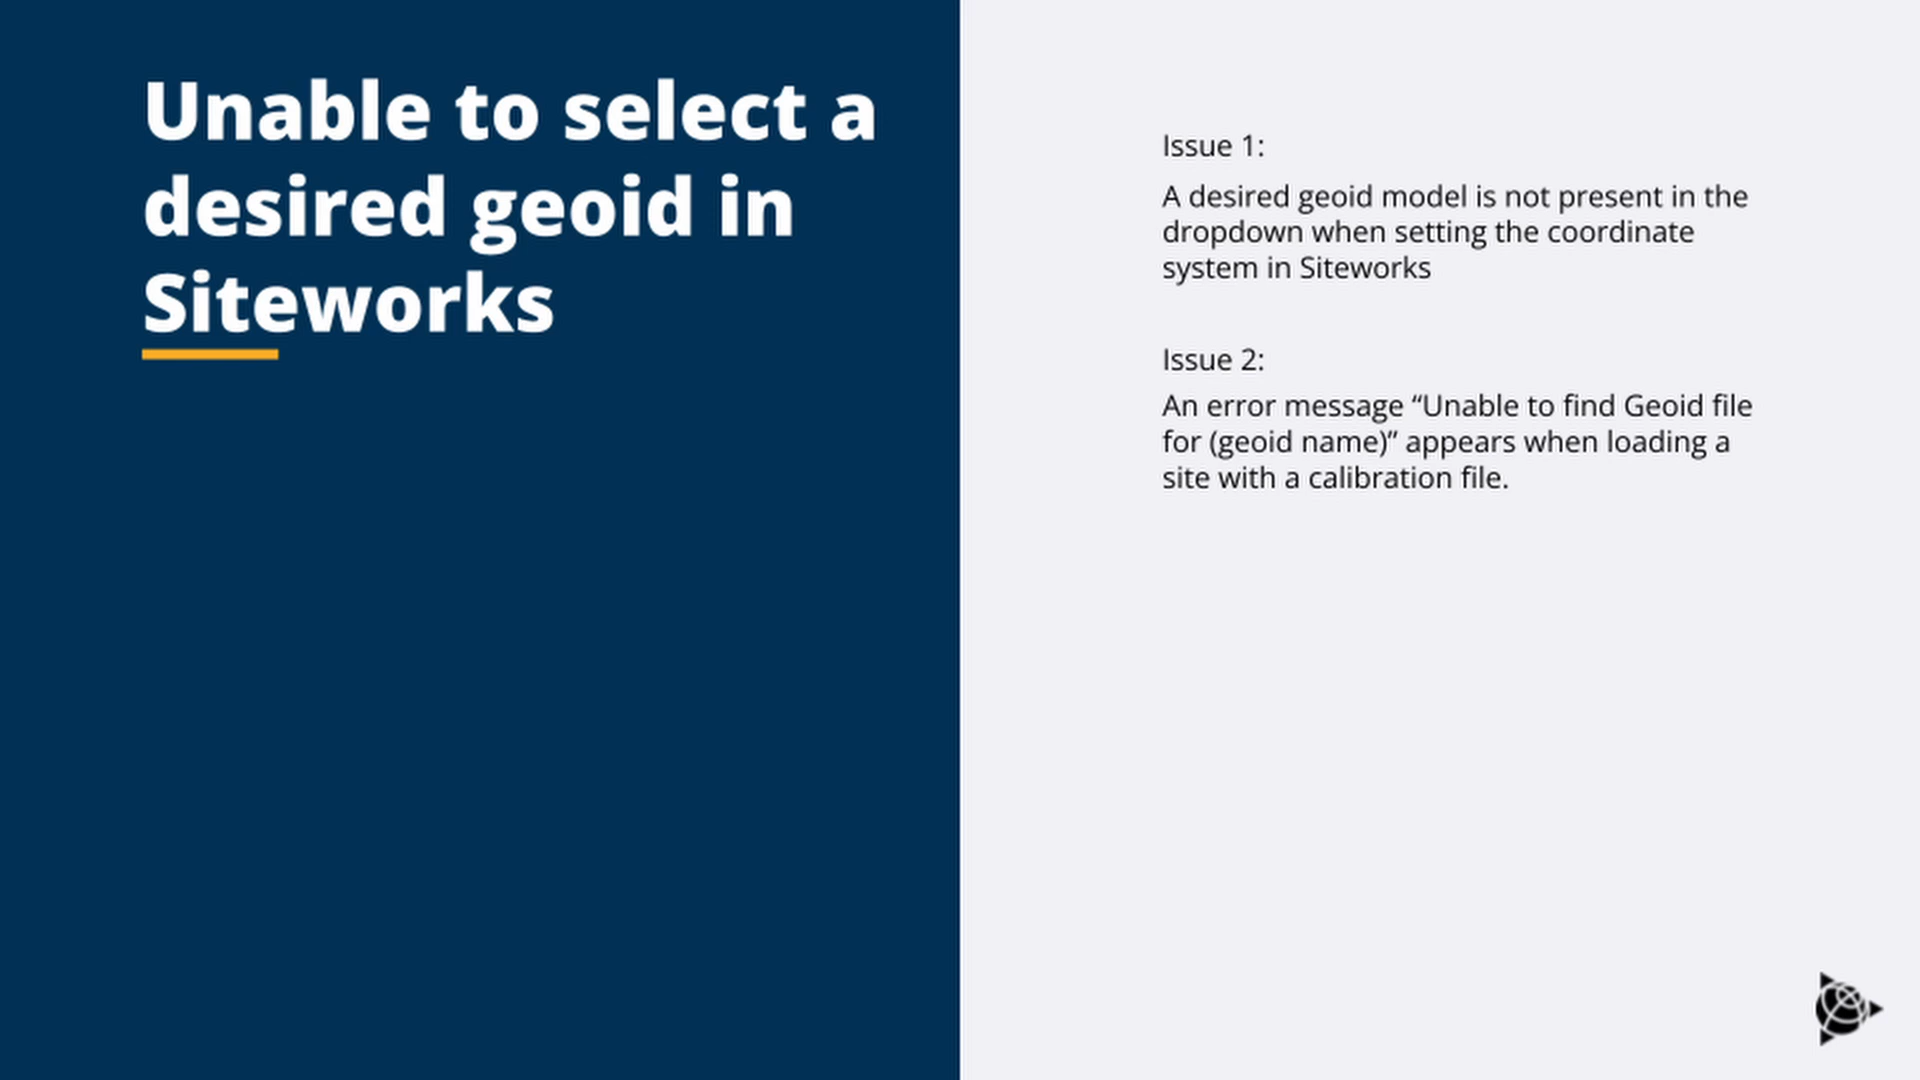 Unable to select a
desired geoid in
Siteworks
Issue 1:
A desired geoid model is not present in the
dropdown when setting the coordinate
system in Siteworks
Issue 2:
An error message “Unable to find Geoid file
for (geoid name)” appears when loading a
site with a calibration file.